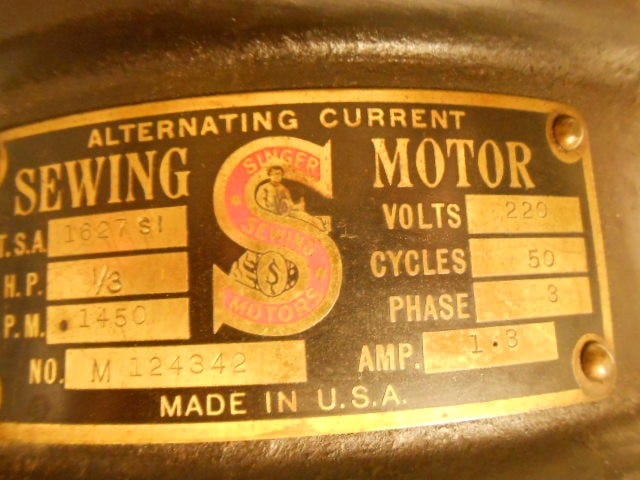 ALTERNATING CURRENT
SEWING MOTOR
SINGER
SEWING
MOTORS
T.S.A. 1627 S1
H.P. 1/3
P.M. 1450
NO. M 124342
VOLTS 220
CYCLES 50
PHASE 3
AMP. 1.3
MADE IN U.S.A.